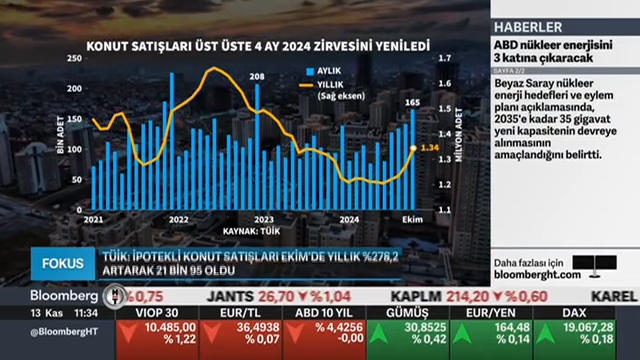 KONUT SATIŞLARI ÜST ÜSTE 4 AY 2024 ZİRVESİNİ YENİLEDİ
250
200
150
100
50
0
BİN ADET
AYLIK
YILLIK
(Sağ eksen)
208
165
1.34
1.7
1.6
1.5
1.4
1.3
1.2
1.1
MİLYON ADET
2021
2022
2023
2024
Ekim
KAYNAK: TÜİK
HABERLER
ABD nükleer enerjisini
3 katına çıkaracak
SAYFA 2/2
Beyaz Saray nükleer
enerji hedefleri ve eylem
planı açıklamasında,
2035'e kadar 35 gigavat
yeni kapasitenin devreye
alınmasının
amaçlandığını belirtti.
Daha fazlası için
bloomberght.com
FOKUS
TÜİK: İPOTEKLİ KONUT SATIŞLARI EKİM'DE YILLIK %278,2
ARTARAK 21 BİN 95 OLDU
Bloomberg HT
%0,75 JANTS 26,70 %1,04 KAPLM 214,20 %0,60 KAREL
13 Kas 11:34
@BloombergHT
VIOP 30
10.485,00
% 1,22
EUR/TL
36,4938
% 0,07
ABD 10 YIL
% 4,4256
-0,00
GÜMÜŞ
30,8525
% 0,42
EUR/YEN
164,48
% 0,14
DAX
19.067,28
% 0,18